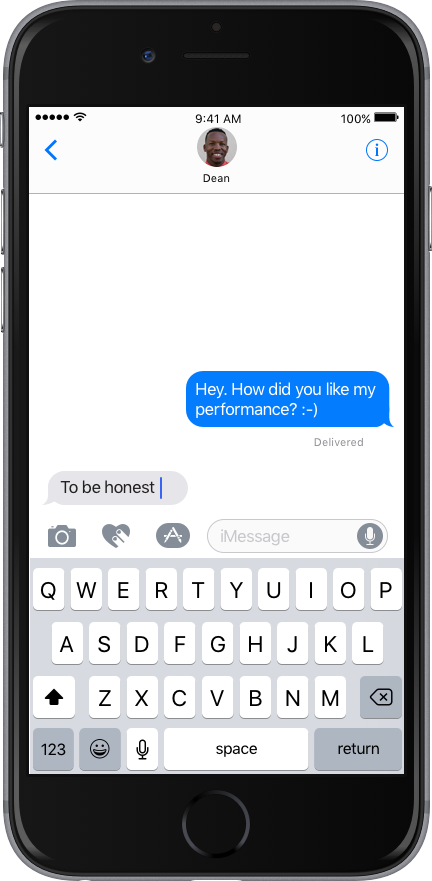 9:41 AM
100%
Dean
Hey. How did you like my
performance? :-)
Delivered
To be honest
iMessage
Q W E R T Y U I O P
A S D F G H J K L
Z X C V B N M
123 space return